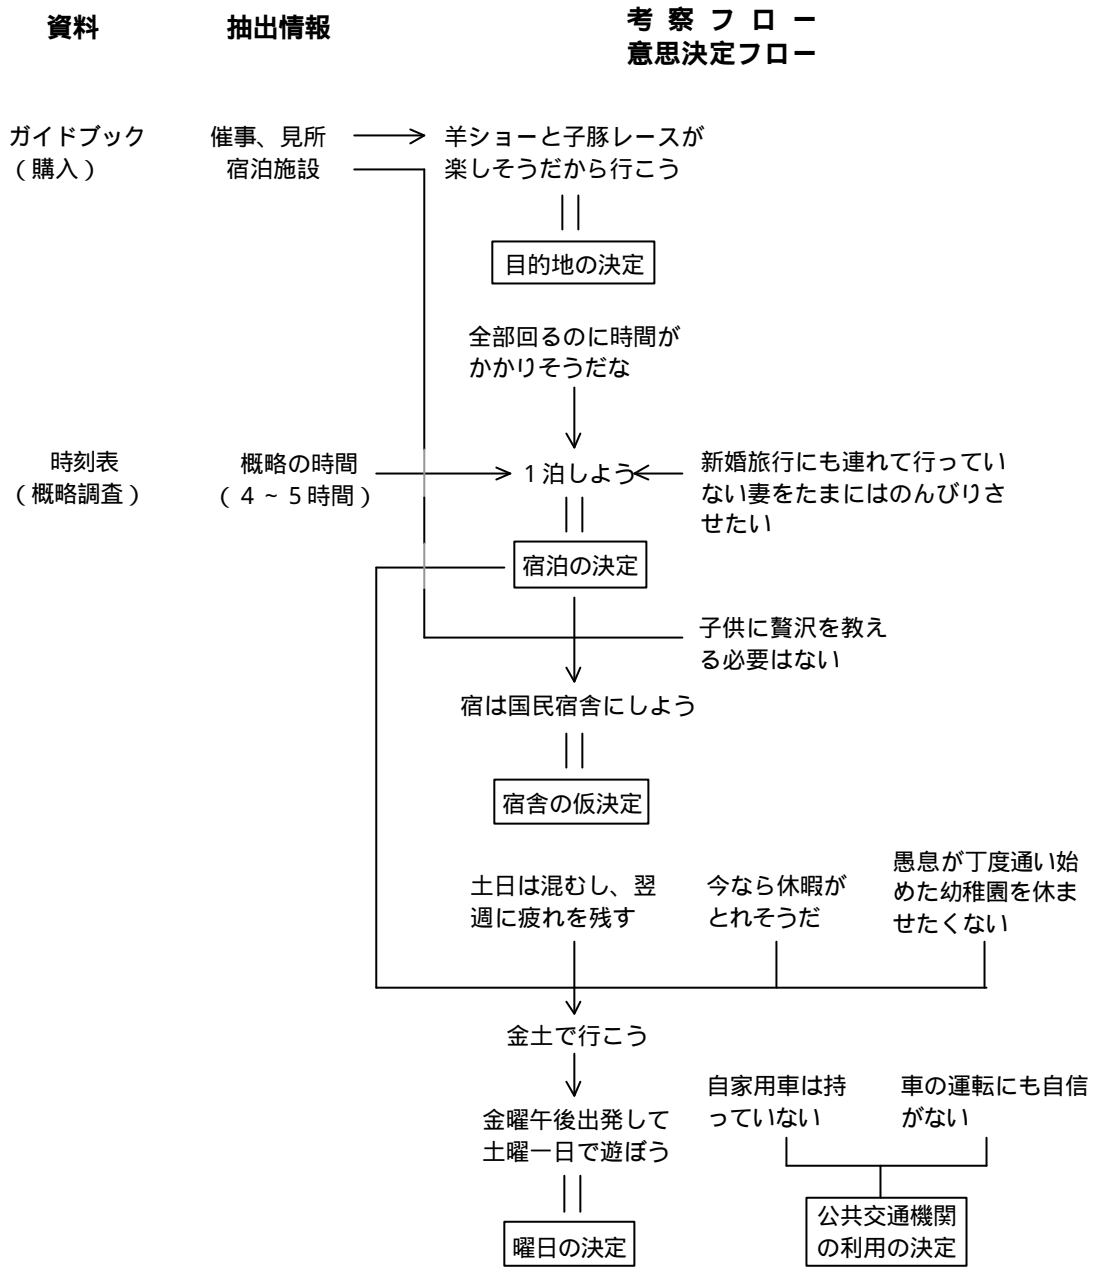 資料
抽出情報
考察フロー
意思決定フロー
ガイドブック
(購入)
催事、見所
宿泊施設
羊ショーと子豚レースが
楽しそうだから行こう
目的地の決定
全部回るのに時間が
かかりそうだな
時刻表
(概略調査)
概略の時間
(4~5時間)
1泊しよう
新婚旅行にも連れて行ってい
ない妻をたまにはのんびりさ
せたい
宿泊の決定
子供に贅沢を教え
る必要はない
宿は国民宿舎にしよう
宿舎の仮決定
土日は混むし、翌
週に疲れを残す
今なら休暇が
とれそうだ
愚息が丁度通い始
めた幼稚園を休ま
せたくない
金土で行こう
金曜午後出発して
土曜一日で遊ぼう
曜日の決定
自家用車は持
っていない
車の運転にも自信
がない
公共交通機関
の利用の決定